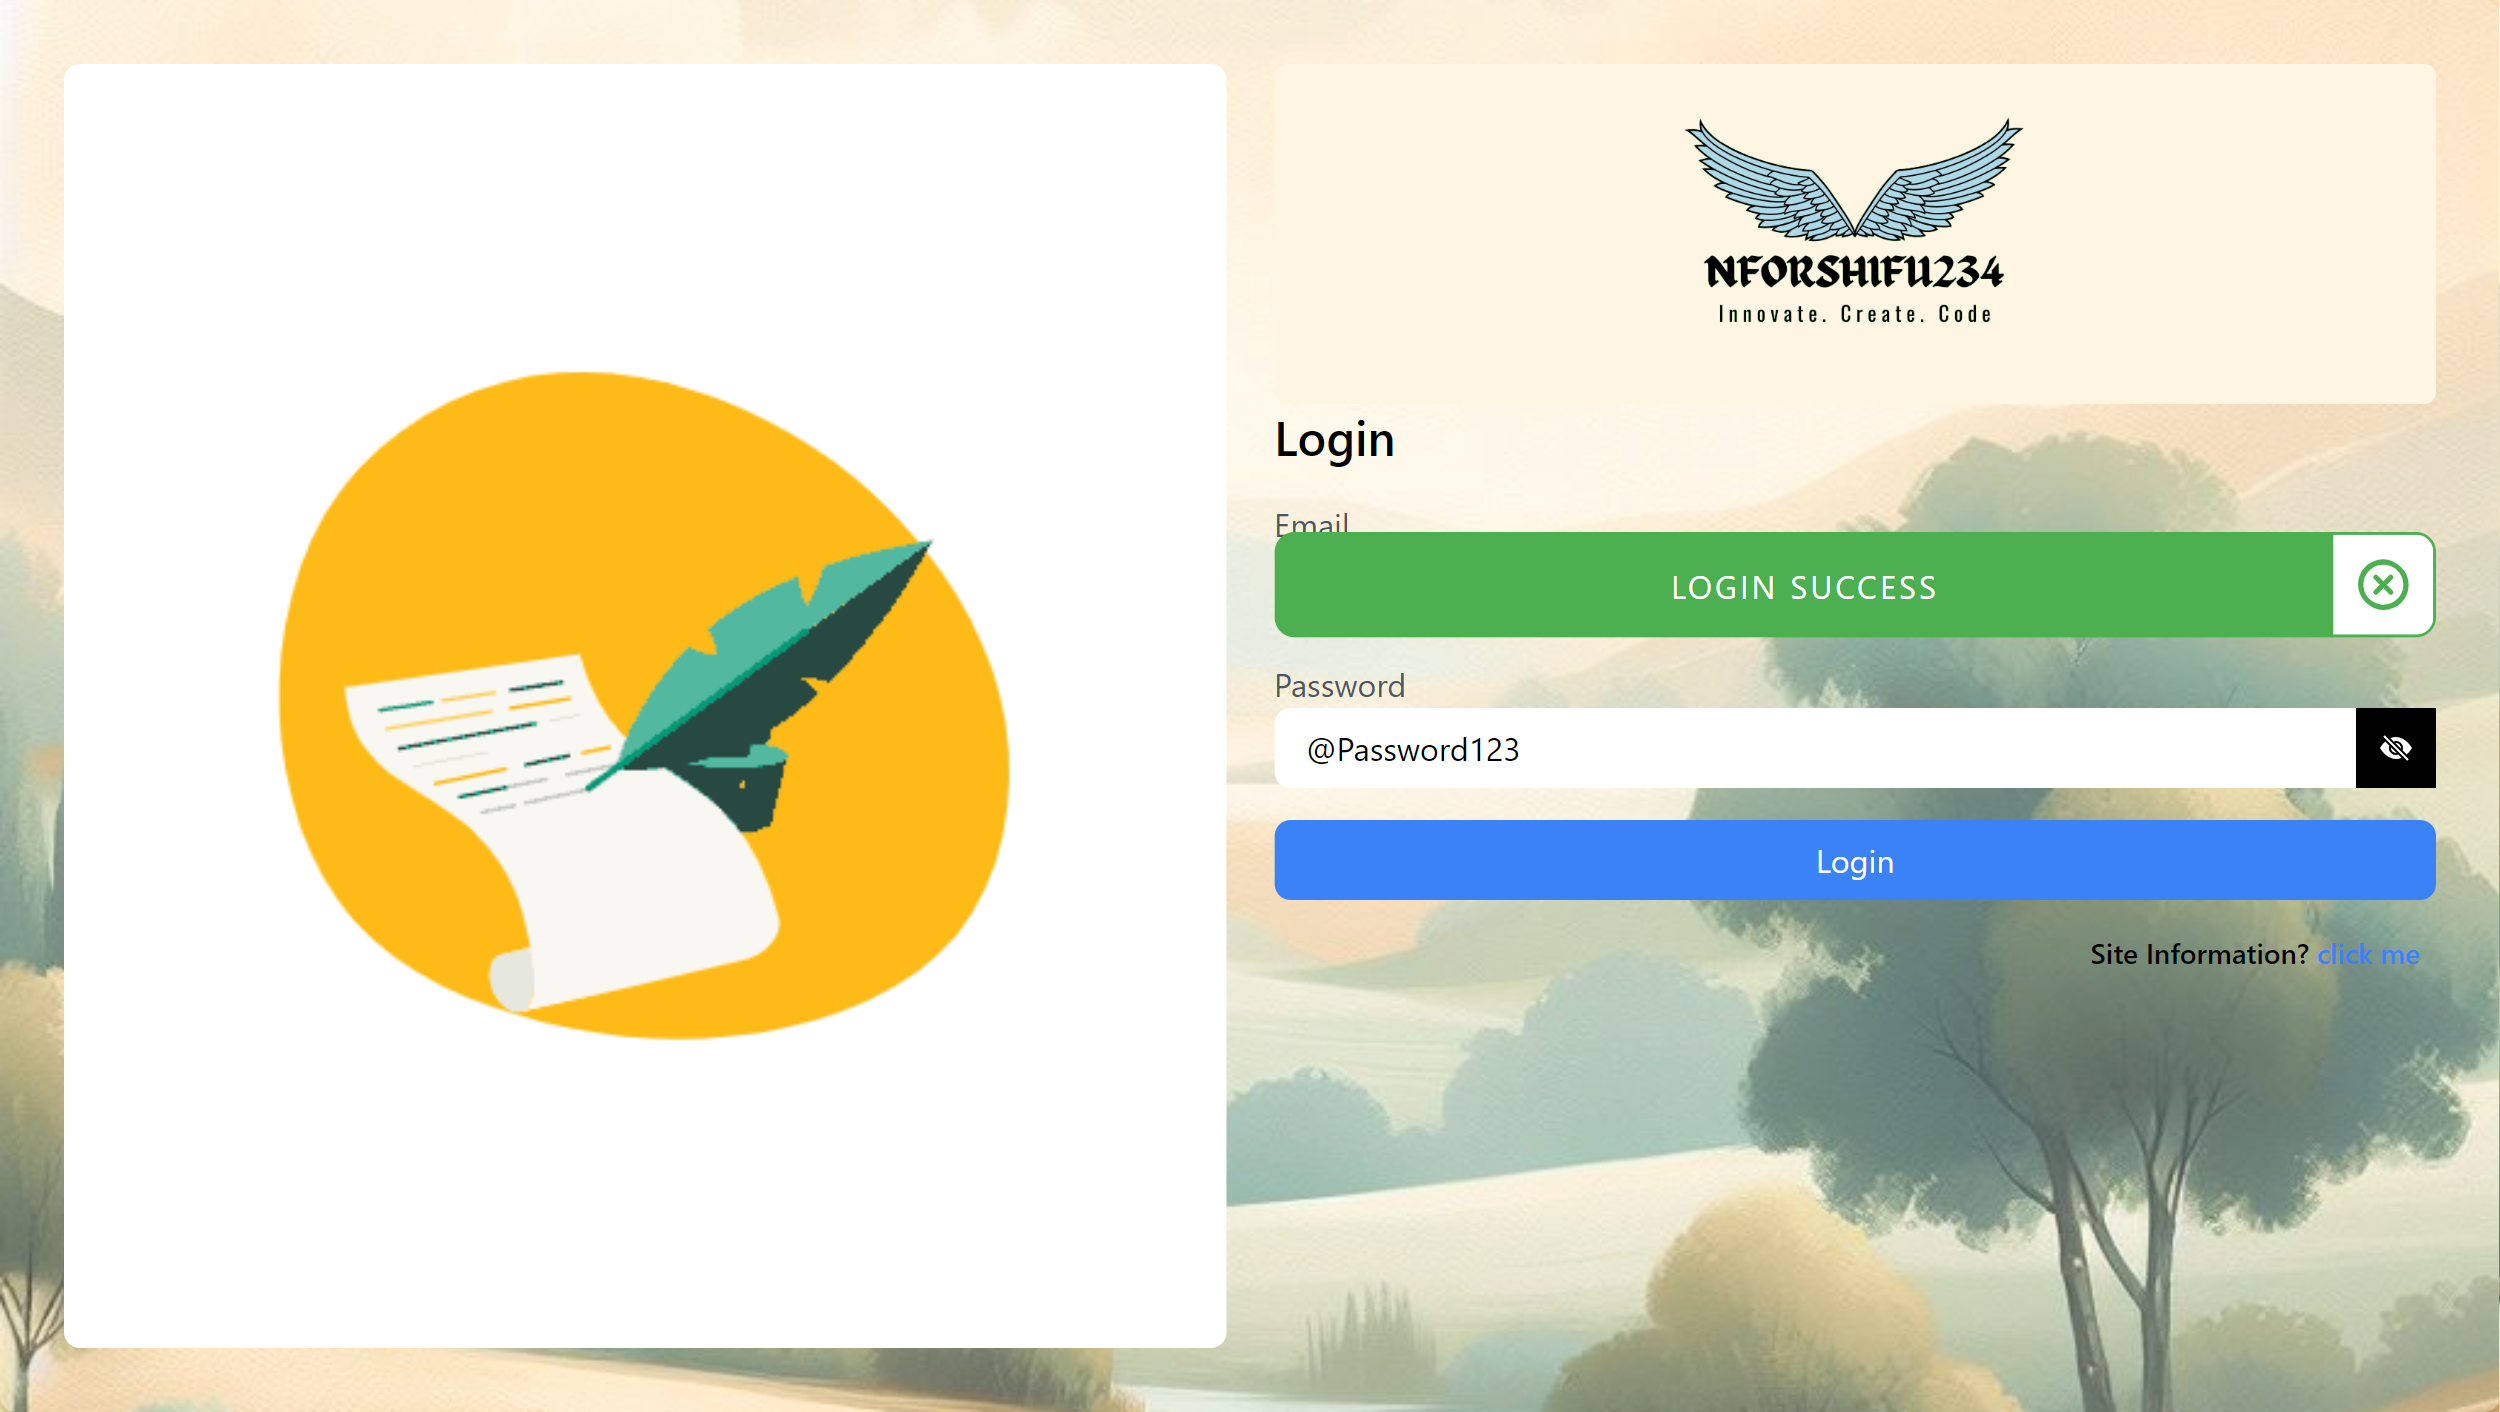 NFORSHIFU234
Innovate. Create. Code
Login
Email
LOGIN SUCCESS
Password
@Password123
Login
Site Information? click me